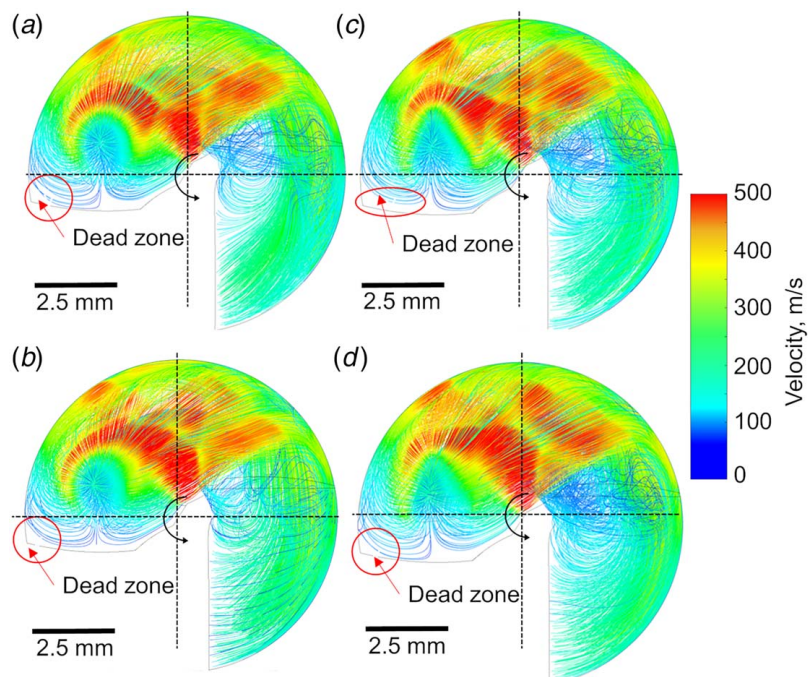 (a)
Dead zone
2.5 mm
(c)
Dead zone
2.5 mm
(b)
Dead zone
2.5 mm
(d)
Dead zone
2.5 mm
500
400
300
200
100
0
Velocity, m/s